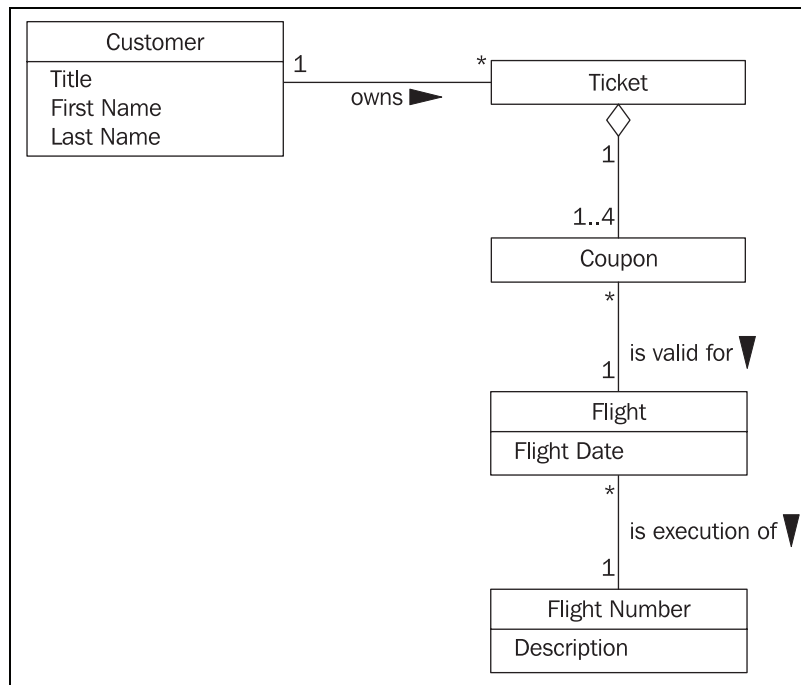 Customer
Title
First Name
Last Name
1
*
owns
Ticket
1
1..4
Coupon
*
is valid for
1
Flight
Flight Date
*
is execution of
1
Flight Number
Description